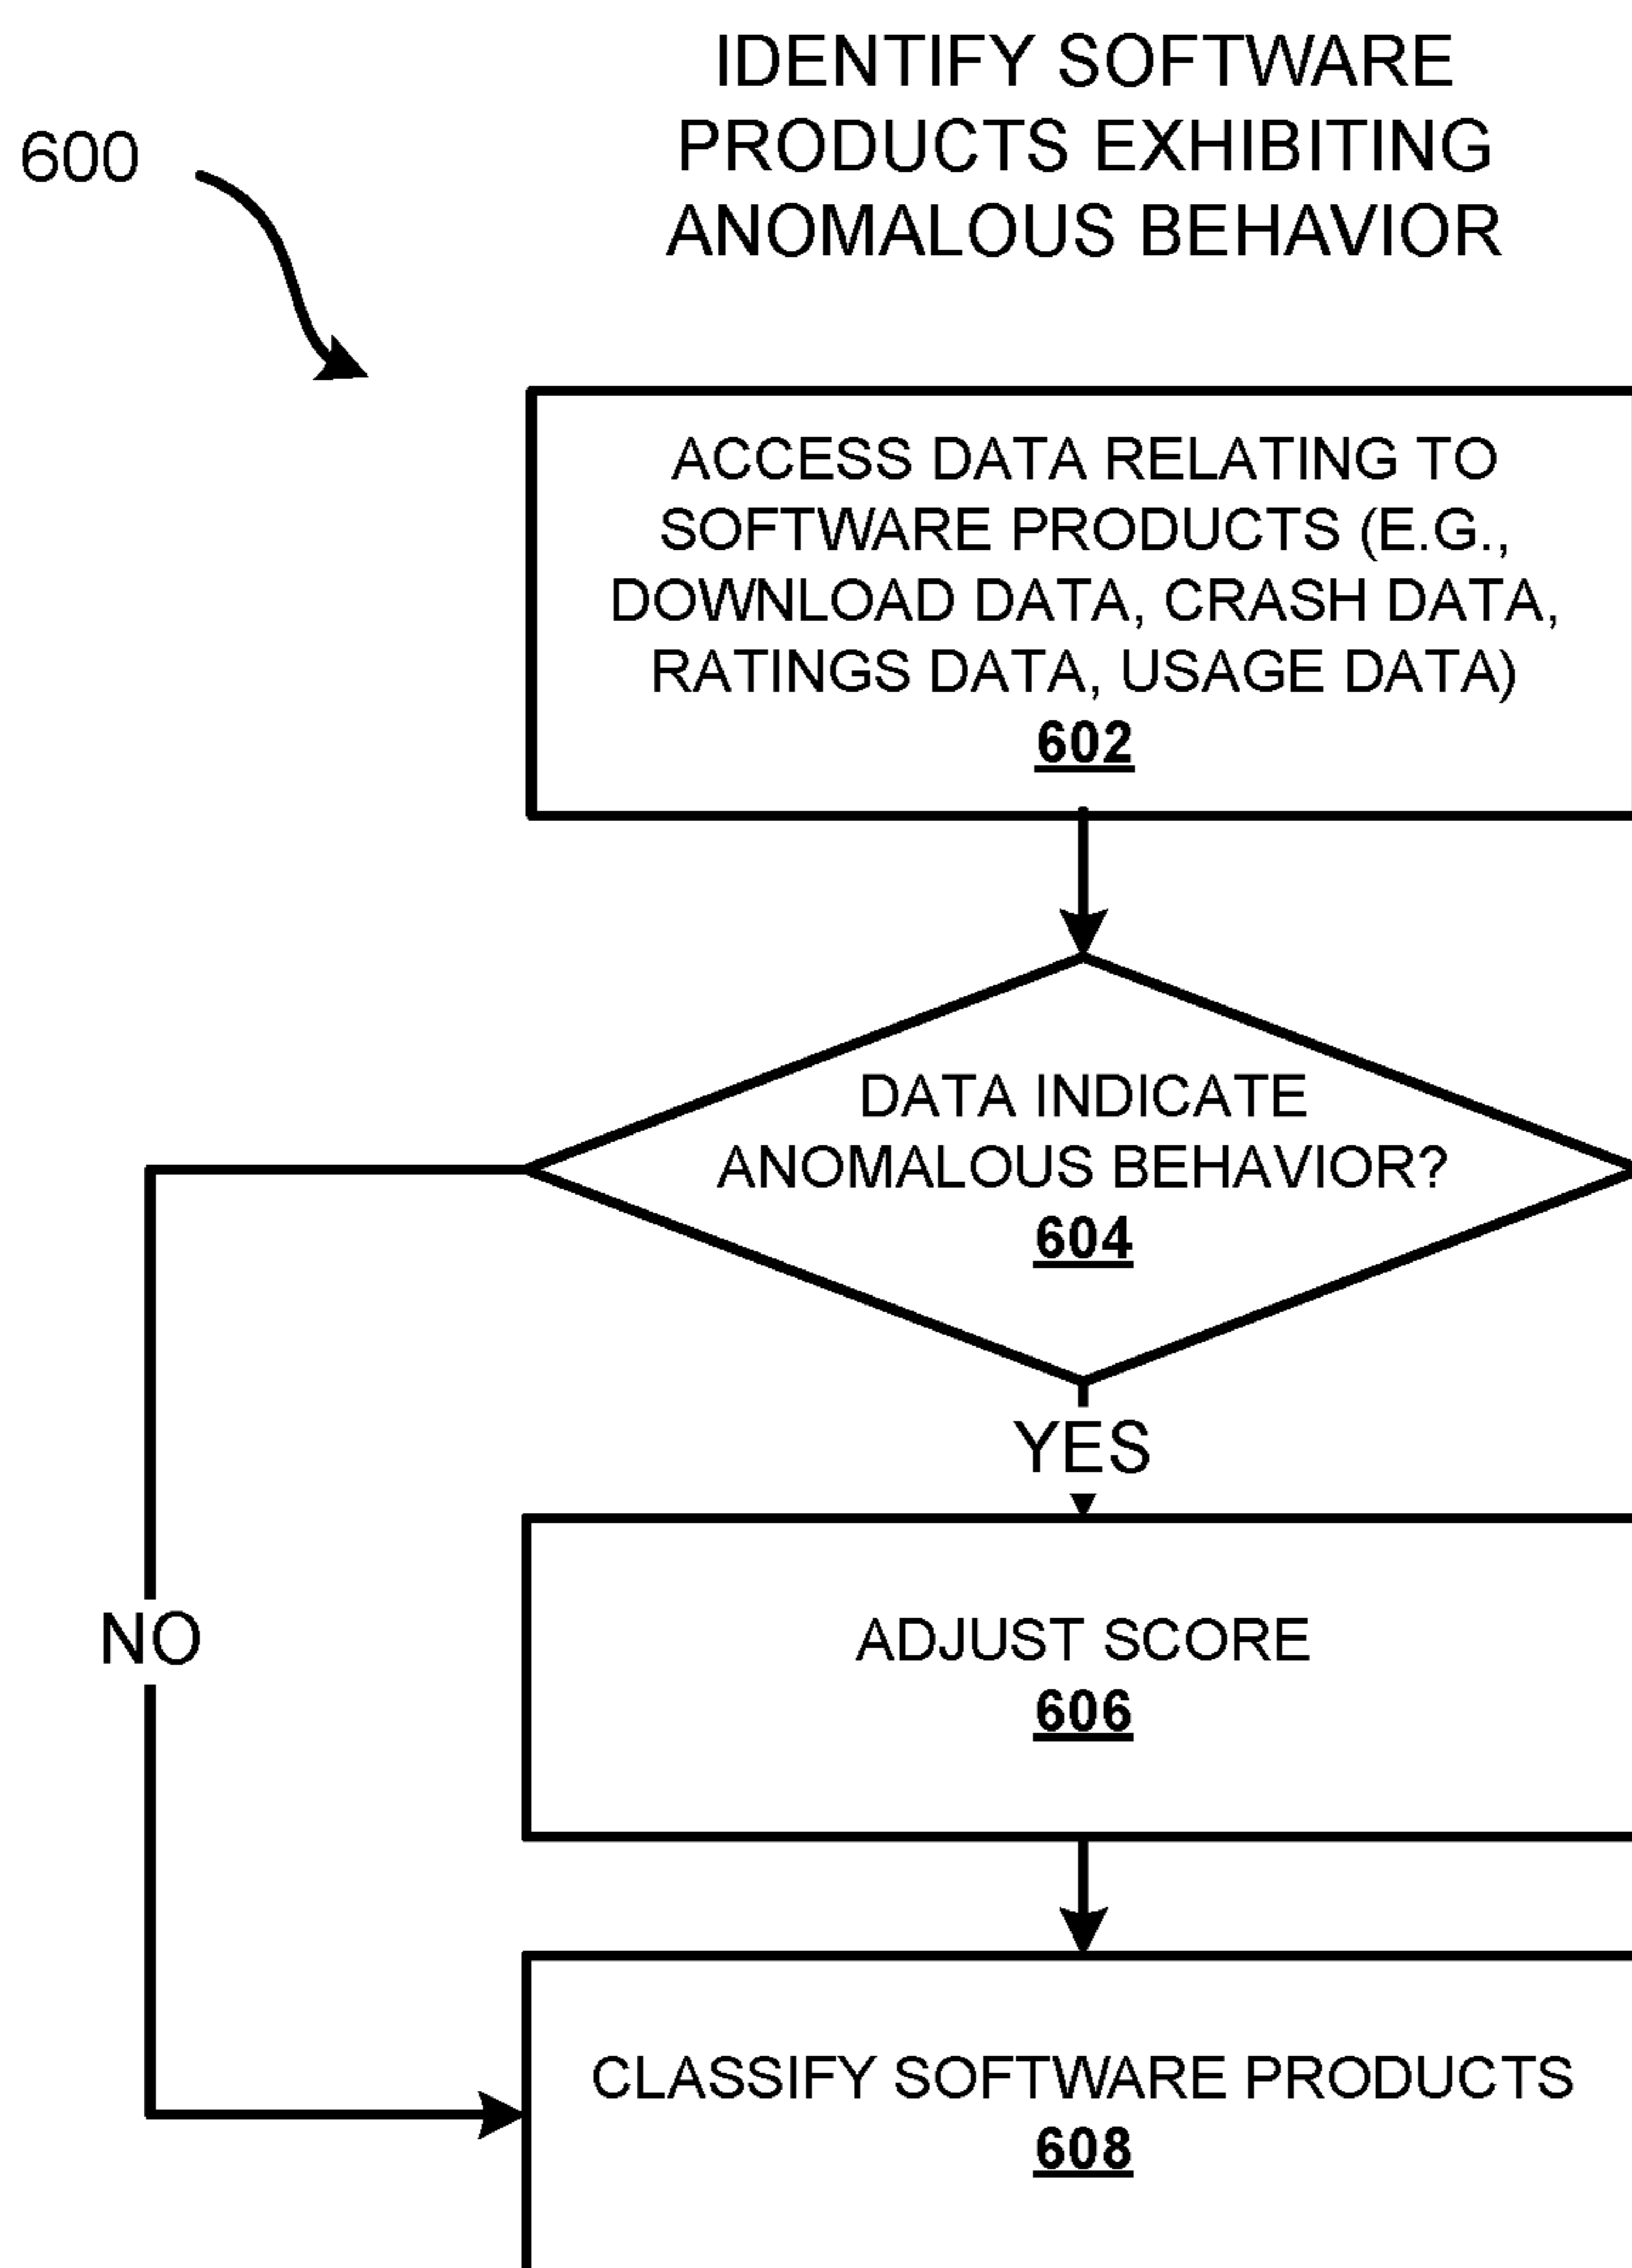 IDENTIFY SOFTWARE
PRODUCTS EXHIBITING
ANOMALOUS BEHAVIOR
600
ACCESS DATA RELATING TO
SOFTWARE PRODUCTS (E.G.,
DOWNLOAD DATA, CRASH DATA,
RATINGS DATA, USAGE DATA)
602
DATA INDICATE
ANOMALOUS BEHAVIOR?
604
YES
NO
ADJUST SCORE
606
CLASSIFY SOFTWARE PRODUCTS
608